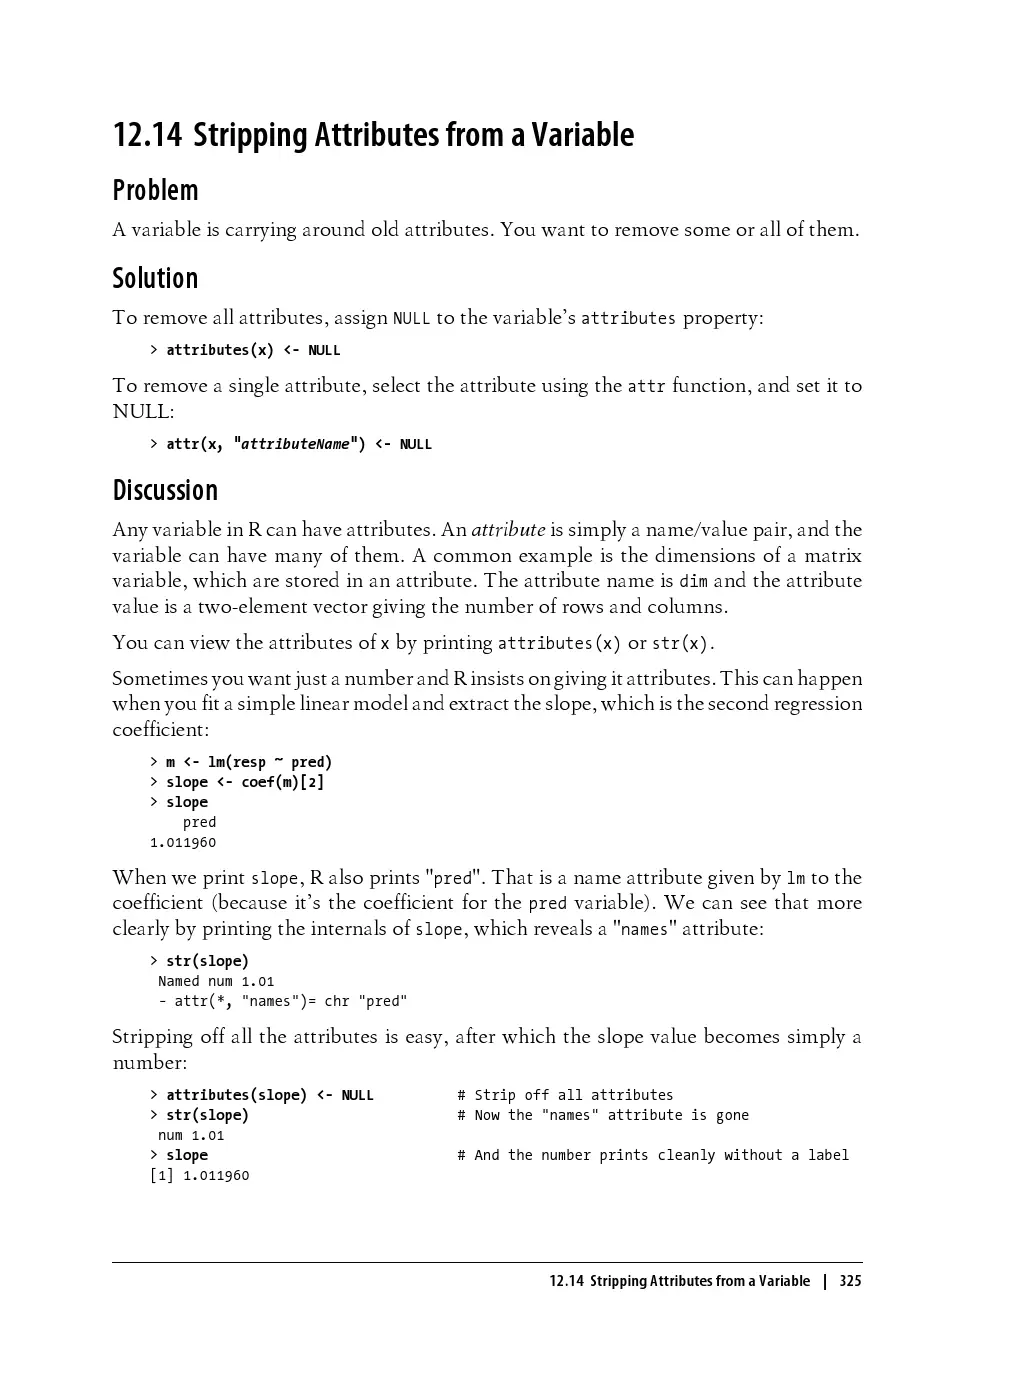 12.14 Stripping Attributes from a Variable
Problem
A variable is carrying around old attributes. You want to remove some or all of them.
Solution
To remove all attributes, assign NULL to the variable’s attributes property:
> attributes(x) <- NULL
To remove a single attribute, select the attribute using the attr function, and set it to
NULL:
> attr(x, "attributeName") <- NULL
Discussion
Any variable in R can have attributes. An attribute is simply a name/value pair, and the
variable can have many of them. A common example is the dimensions of a matrix
variable, which are stored in an attribute. The attribute name is dim and the attribute
value is a two-element vector giving the number of rows and columns.
You can view the attributes of x by printing attributes(x) or str(x).
Sometimes you want just a number and R insists on giving it attributes. This can happen
when you fit a simple linear model and extract the slope, which is the second regression
coefficient:
> m <- lm(resp ~ pred)
> slope <- coef(m)[2]
> slope
pred
1.011960
When we print slope, R also prints "pred". That is a name attribute given by lm to the
coefficient (because it’s the coefficient for the pred variable). We can see that more
clearly by printing the internals of slope, which reveals a "names" attribute:
> str(slope)
Named num 1.01
- attr(*, "names")= chr "pred"
Stripping off all the attributes is easy, after which the slope value becomes simply a
number:
> attributes(slope) <- NULL # Strip off all attributes
> str(slope) # Now the "names" attribute is gone
num 1.01
> slope # And the number prints cleanly without a label
[1] 1.011960
12.14 Stripping Attributes from a Variable | 325